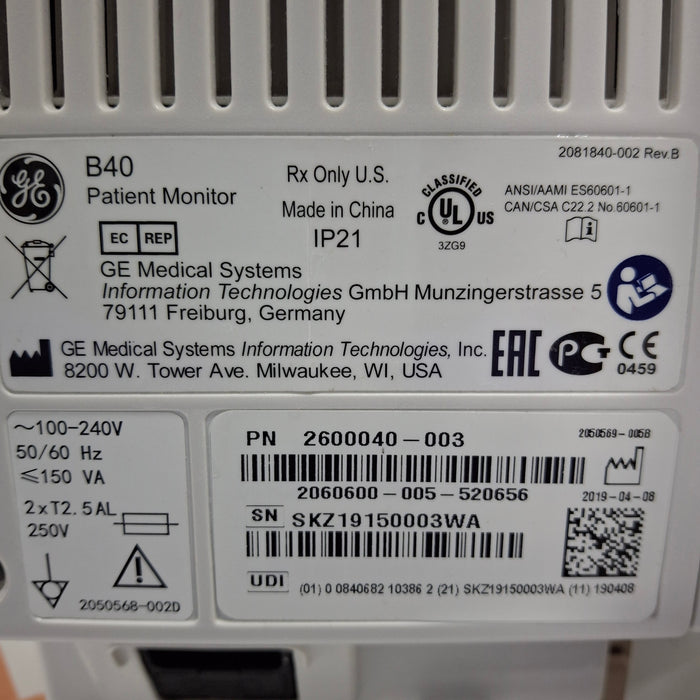 GE
B40
Patient Monitor
Rx Only U.S.
Made in China
IP21
CLASSIFIED
C UL US
3ZG9
2081840-002 Rev.B
ANSI/AAMI ES60601-1
CAN/CSA C22.2 No.60601-1
EC REP
GE Medical Systems
Information Technologies GmbH Munzingerstrasse 5
79111 Freiburg, Germany
GE Medical Systems Information Technologies, Inc.
8200 W. Tower Ave. Milwaukee, WI, USA
EAC
PCT
CE
0459
~100-240V
50/60 Hz
≤150 VA
2xT2.5AL
250V
2050568-002D
PN 2600040-003
2050569-005B
2060600-005-520656
2019-04-08
SN SKZ19150003WA
UDI (01) 0 0840682 10386 2 (21) SKZ19150003WA (11) 190408